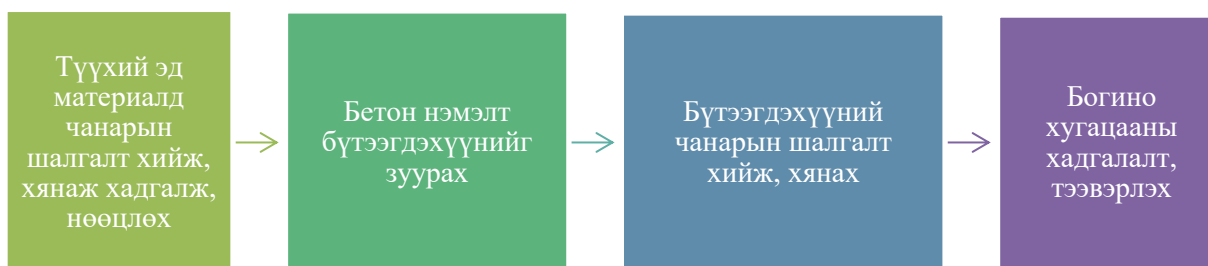 Түүхий эд
материалд
чанарын
шалгалт хийж,
хянаж хадгалж,
нөөцлөх
Бетон нэмэлт
бүтээгдэхүүнийг
зуурах
Бүтээгдэхүүний
чанарын шалгалт
хийж, хянах
Богино
хугацааны
хадгалалт,
тээвэрлэх